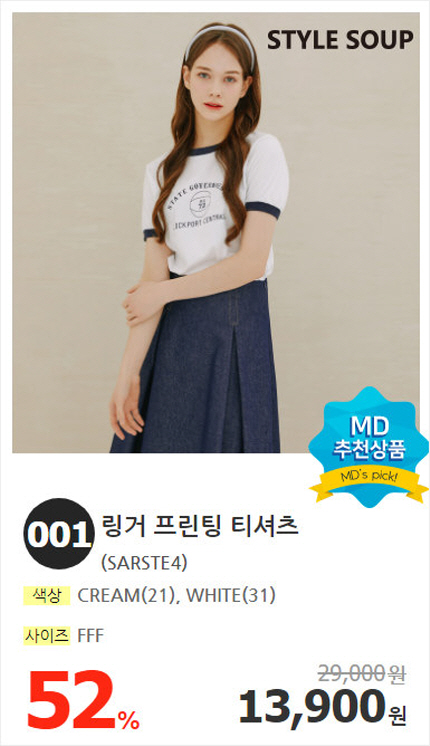 STYLE SOUP
STATE GOVERNMENT
LOCKPORT CENTRAL
MD
추천상품
MD's pick!
001
링거 프린팅 티셔츠
(SARSTE4)
색상 CREAM(21), WHITE(31)
사이즈 FFF
52%
29,000원
13,900원